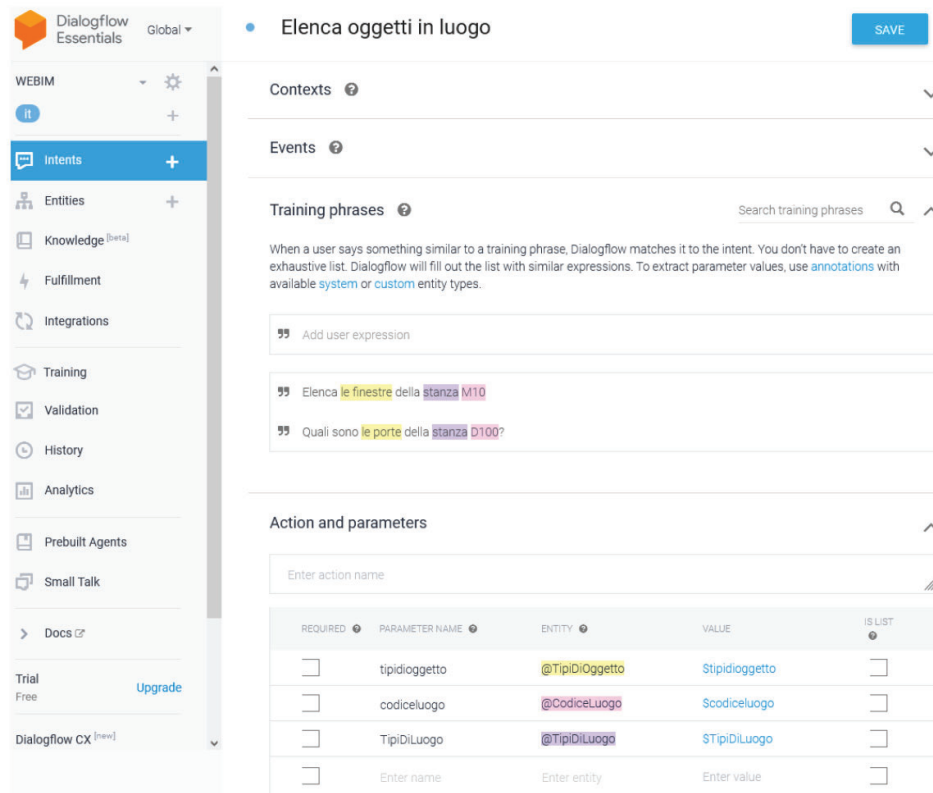 Dialogflow
Essentials
Global
Elenca oggetti in luogo
SAVE
WEBIM
it
Intents
Entities
Knowledge [beta]
Fulfillment
Integrations
Training
Validation
History
Analytics
Prebuilt Agents
Small Talk
Docs
Trial
Free
Upgrade
Dialogflow CX [new]
Contexts
Events
Training phrases
Search training phrases
When a user says something similar to a training phrase, Dialogflow matches it to the intent. You don't have to create an
exhaustive list. Dialogflow will fill out the list with similar expressions. To extract parameter values, use annotations with
available system or custom entity types.
Add user expression
Elenca le finestre della stanza M10
Quali sono le porte della stanza D100?
Action and parameters
Enter action name
REQUIRED PARAMETER NAME ENTITY VALUE IS LIST
tipidioggetto @TipiDiOggetto $tipidioggetto
codiceluogo @CodiceLuogo $codiceluogo
TipiDiLuogo @TipiDiLuogo $TipiDiLuogo
Enter name Enter entity Enter value